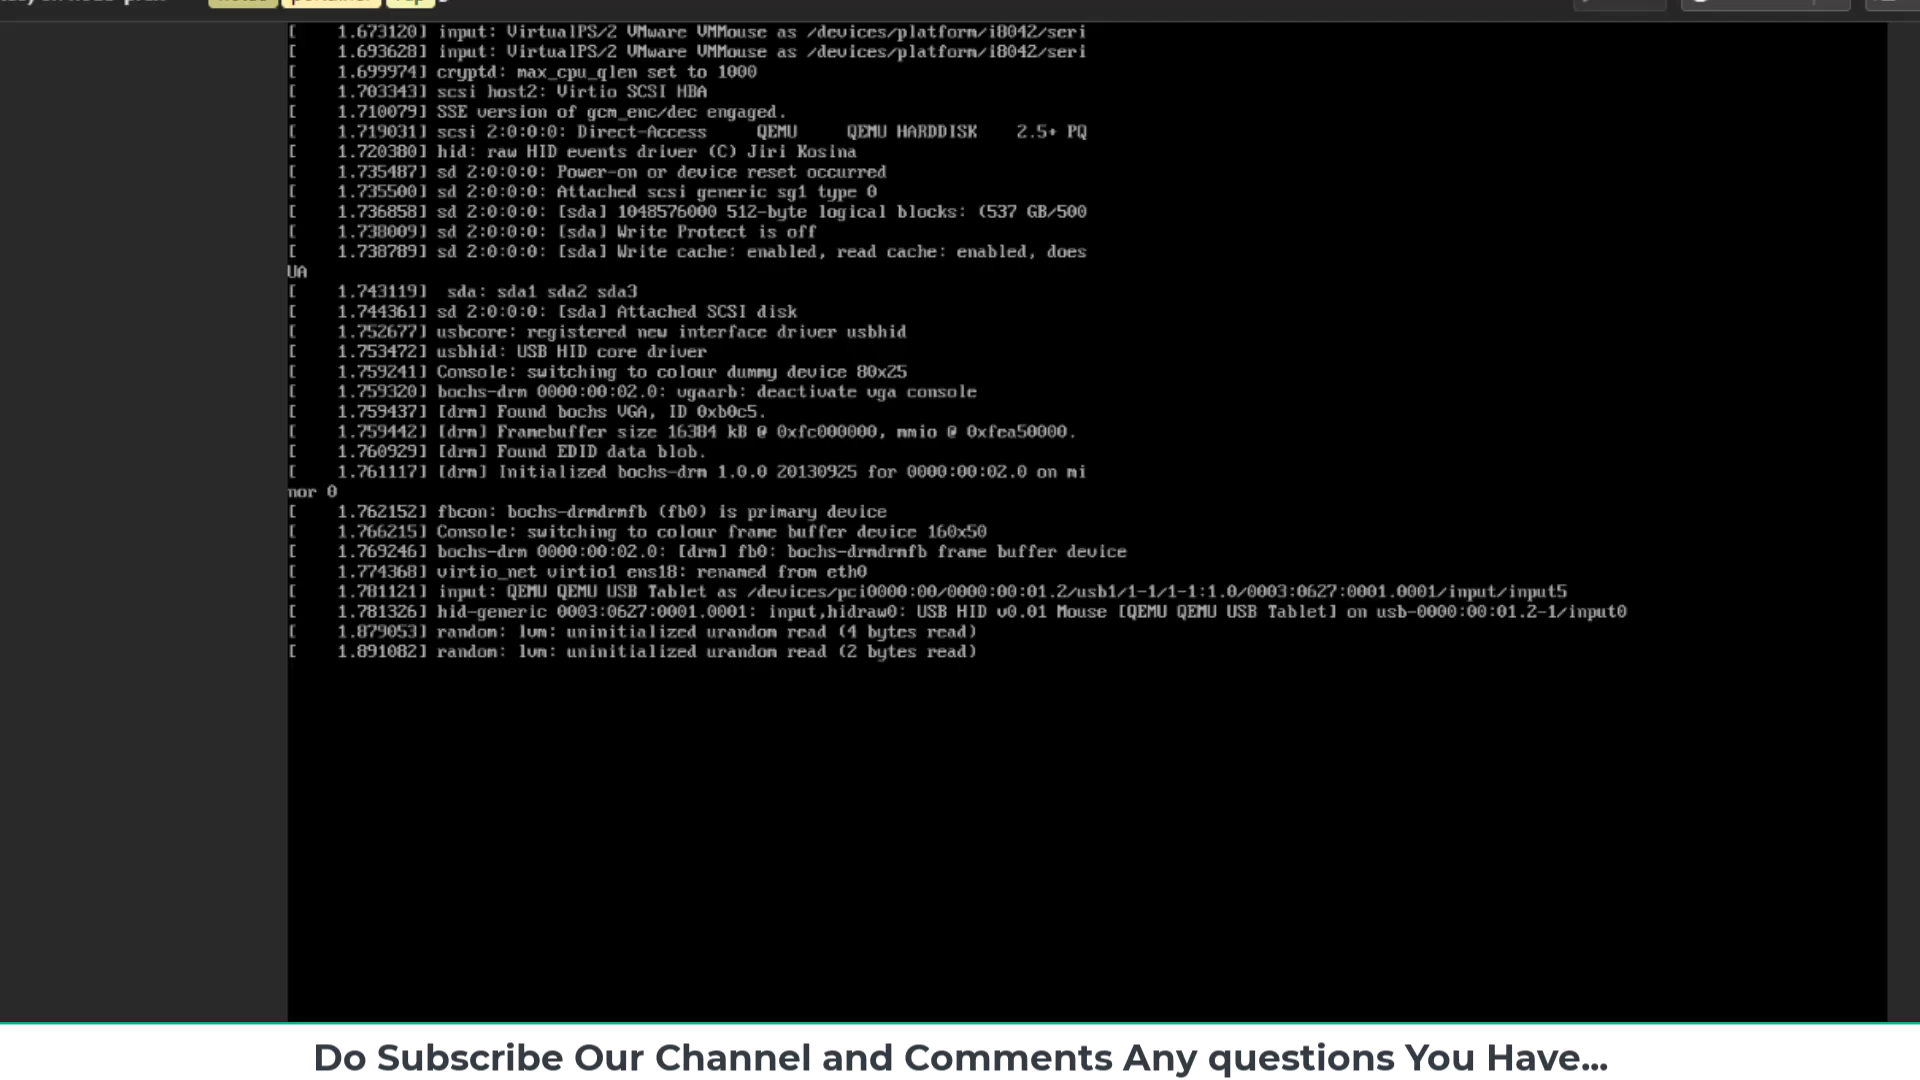 [    1.673120] input: VirtualPS/2 VMware VMMouse as /devices/platform/i8042/seri
[    1.693628] input: VirtualPS/2 VMware VMMouse as /devices/platform/i8042/seri
[    1.699974] cryptd: max_cpu_qlen set to 1000
[    1.703343] scsi host2: Virtio SCSI HBA
[    1.710079] SSE version of gcm_enc/dec engaged.
[    1.719031] scsi 2:0:0:0: Direct-Access     QEMU     QEMU HARDDISK    2.5+ PQ
[    1.720380] hid: raw HID events driver (C) Jiri Kosina
[    1.735487] sd 2:0:0:0: Power-on or device reset occurred
[    1.735500] sd 2:0:0:0: Attached scsi generic sg1 type 0
[    1.736858] sd 2:0:0:0: [sda] 1048576000 512-byte logical blocks: (537 GB/500
[    1.738009] sd 2:0:0:0: [sda] Write Protect is off
[    1.738789] sd 2:0:0:0: [sda] Write cache: enabled, read cache: enabled, does
UA
[    1.743119]  sda: sda1 sda2 sda3
[    1.744361] sd 2:0:0:0: [sda] Attached SCSI disk
[    1.752677] usbcore: registered new interface driver usbhid
[    1.753472] usbhid: USB HID core driver
[    1.759241] Console: switching to colour dummy device 80x25
[    1.759320] bochs-drm 0000:00:02.0: vgaarb: deactivate vga console
[    1.759437] [drm] Found bochs VGA, ID 0xb0c5.
[    1.759442] [drm] Framebuffer size 16384 kB @ 0xfc000000, mmio @ 0xfea50000.
[    1.760929] [drm] Found EDID data blob.
[    1.761117] [drm] Initialized bochs-drm 1.0.0 20130925 for 0000:00:02.0 on mi
nor 0
[    1.762152] fbcon: bochs-drmdrmfb (fb0) is primary device
[    1.766215] Console: switching to colour frame buffer device 160x50
[    1.769246] bochs-drm 0000:00:02.0: [drm] fb0: bochs-drmdrmfb frame buffer device
[    1.774368] virtio_net virtio1 ens18: renamed from eth0
[    1.781121] input: QEMU QEMU USB Tablet as /devices/pci0000:00/0000:00:01.2/usb1/1-1/1-1:1.0/0003:0627:0001.0001/input/input5
[    1.781326] hid-generic 0003:0627:0001.0001: input,hidraw0: USB HID v0.01 Mouse [QEMU QEMU USB Tablet] on usb-0000:00:01.2-1/input0
[    1.879053] random: lvm: uninitialized urandom read (4 bytes read)
[    1.891082] random: lvm: uninitialized urandom read (2 bytes read)
Do Subscribe Our Channel and Comments Any questions You Have...